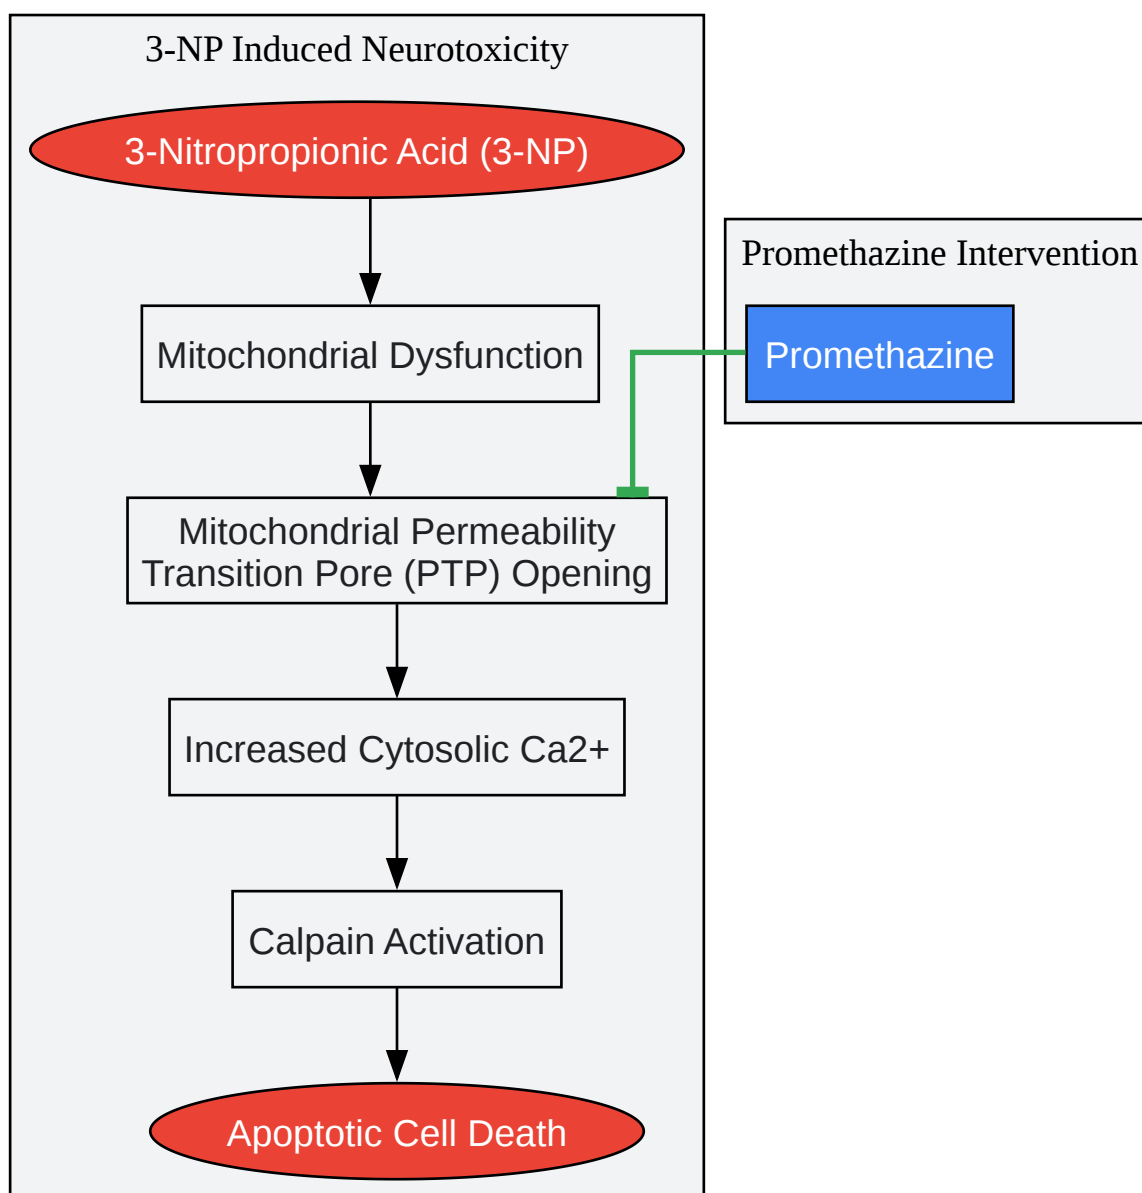 3-NP Induced Neurotoxicity
3-Nitropropionic Acid (3-NP)
Promethazine Intervention
Mitochondrial Dysfunction
Promethazine
Mitochondrial Permeability
Transition Pore (PTP) Opening
Increased Cytosolic Ca2+
Calpain Activation
Apoptotic Cell Death